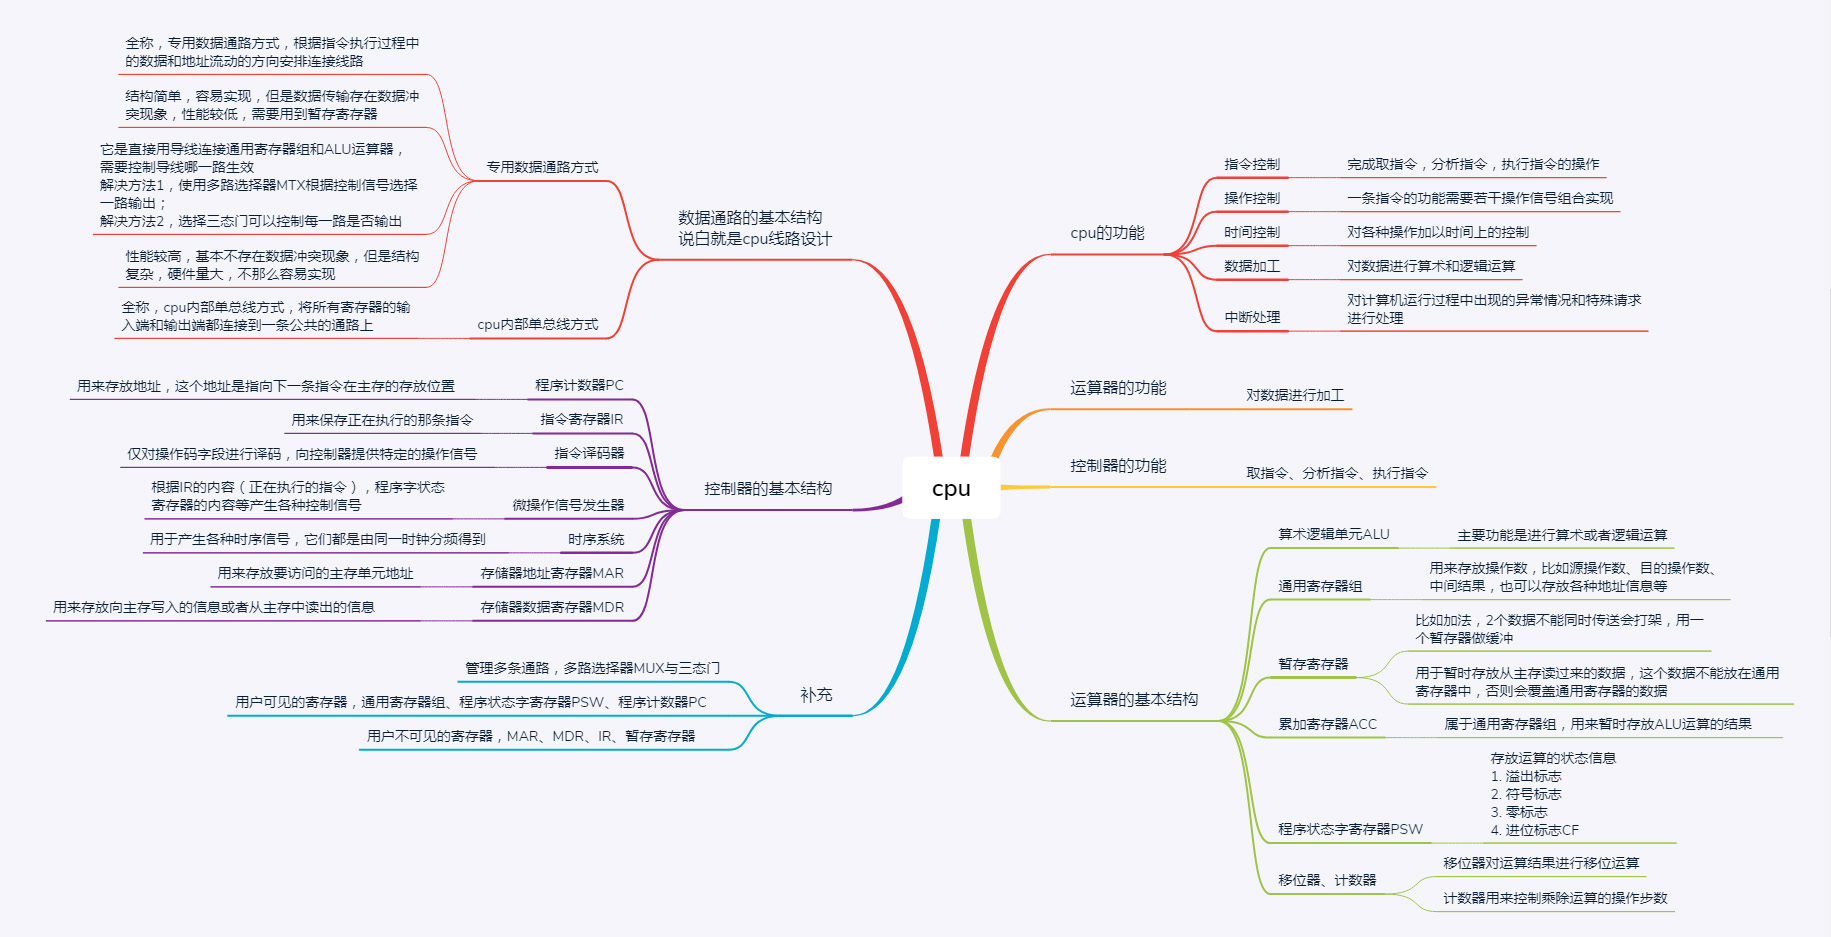 cpu
cpu的功能
指令控制
完成取指令，分析指令，执行指令的操作
操作控制
一条指令的功能需要若干操作信号组合实现
时间控制
对各种操作加以时间上的控制
数据加工
对数据进行算术和逻辑运算
中断处理
对计算机运行过程中出现的异常情况和特殊请求
进行处理
运算器的功能
对数据进行加工
控制器的功能
取指令、分析指令、执行指令
运算器的基本结构
算术逻辑单元ALU
主要功能是进行算术或者逻辑运算
通用寄存器组
用来存放操作数，比如源操作数、目的操作数、
中间结果，也可以存放各种地址信息等
暂存寄存器
比如加法，2个数据不能同时传送会打架，用一
个暂存器做缓冲
用于暂时存放从主存读过来的数据，这个数据不能放在通用
寄存器中，否则会覆盖通用寄存器的数据
累加寄存器ACC
属于通用寄存器组，用来暂时存放ALU运算的结果
程序状态字寄存器PSW
存放运算的状态信息
1. 溢出标志
2. 符号标志
3. 零标志
4. 进位标志CF
移位器、计数器
移位器对运算结果进行移位运算
计数器用来控制乘除运算的操作步数
数据通路的基本结构
说白就是cpu线路设计
专用数据通路方式
全称，专用数据通路方式，根据指令执行过程中
的数据和地址流动的方向安排连接线路
结构简单，容易实现，但是数据传输存在数据冲
突现象，性能较低，需要用到暂存寄存器
它是直接用导线连接通用寄存器组和ALU运算器，
需要控制导线哪一路生效
解决方法1，使用多路选择器MTX根据控制信号选择
一路输出；
解决方法2，选择三态门可以控制每一路是否输出
性能较高，基本不存在数据冲突现象，但是结构
复杂，硬件量大，不那么容易实现
cpu内部单总线方式
全称，cpu内部单总线方式，将所有寄存器的输
入端和输出端都连接到一条公共的通路上
控制器的基本结构
程序计数器PC
用来存放地址，这个地址是指向下一条指令在主存的存放位置
指令寄存器IR
用来保存正在执行的那条指令
指令译码器
仅对操作码字段进行译码，向控制器提供特定的操作信号
微操作信号发生器
根据IR的内容（正在执行的指令），程序字状态
寄存器的内容等产生各种控制信号
时序系统
用于产生各种时序信号，它们都是由同一时钟分频得到
存储器地址寄存器MAR
用来存放要访问的主存单元地址
存储器数据寄存器MDR
用来存放向主存写入的信息或者从主存中读出的信息
补充
管理多条通路，多路选择器MUX与三态门
用户可见的寄存器，通用寄存器组、程序状态字寄存器PSW、程序计数器PC
用户不可见的寄存器，MAR、MDR、IR、暂存寄存器